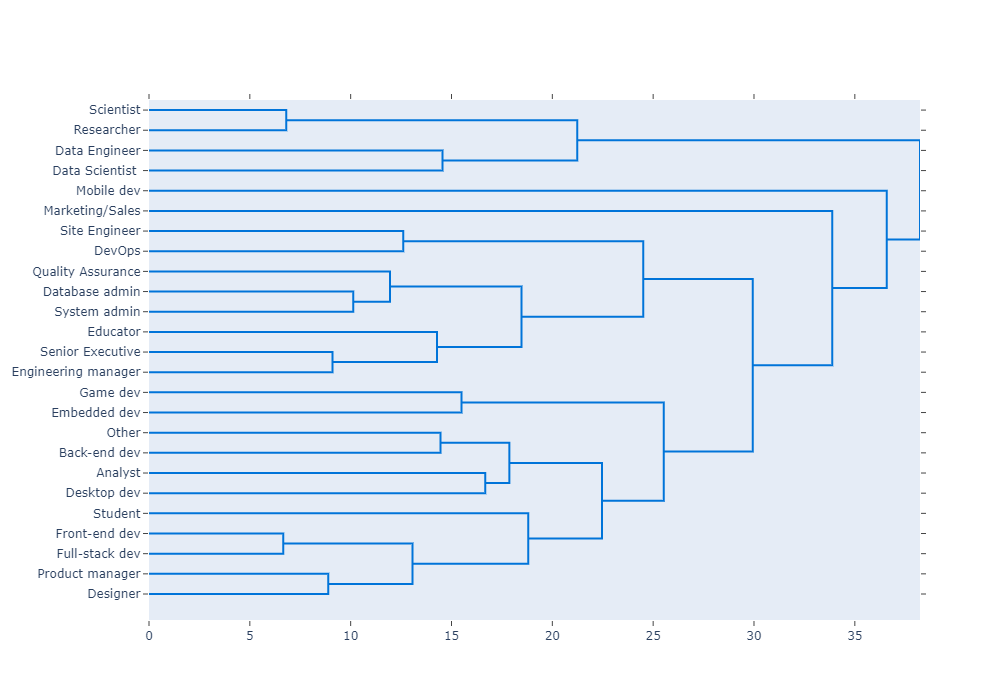 Scientist
Researcher
Data Engineer
Data Scientist
Mobile dev
Marketing/Sales
Site Engineer
DevOps
Quality Assurance
Database admin
System admin
Educator
Senior Executive
Engineering manager
Game dev
Embedded dev
Other
Back-end dev
Analyst
Desktop dev
Student
Front-end dev
Full-stack dev
Product manager
Designer
0 5 10 15 20 25 30 35